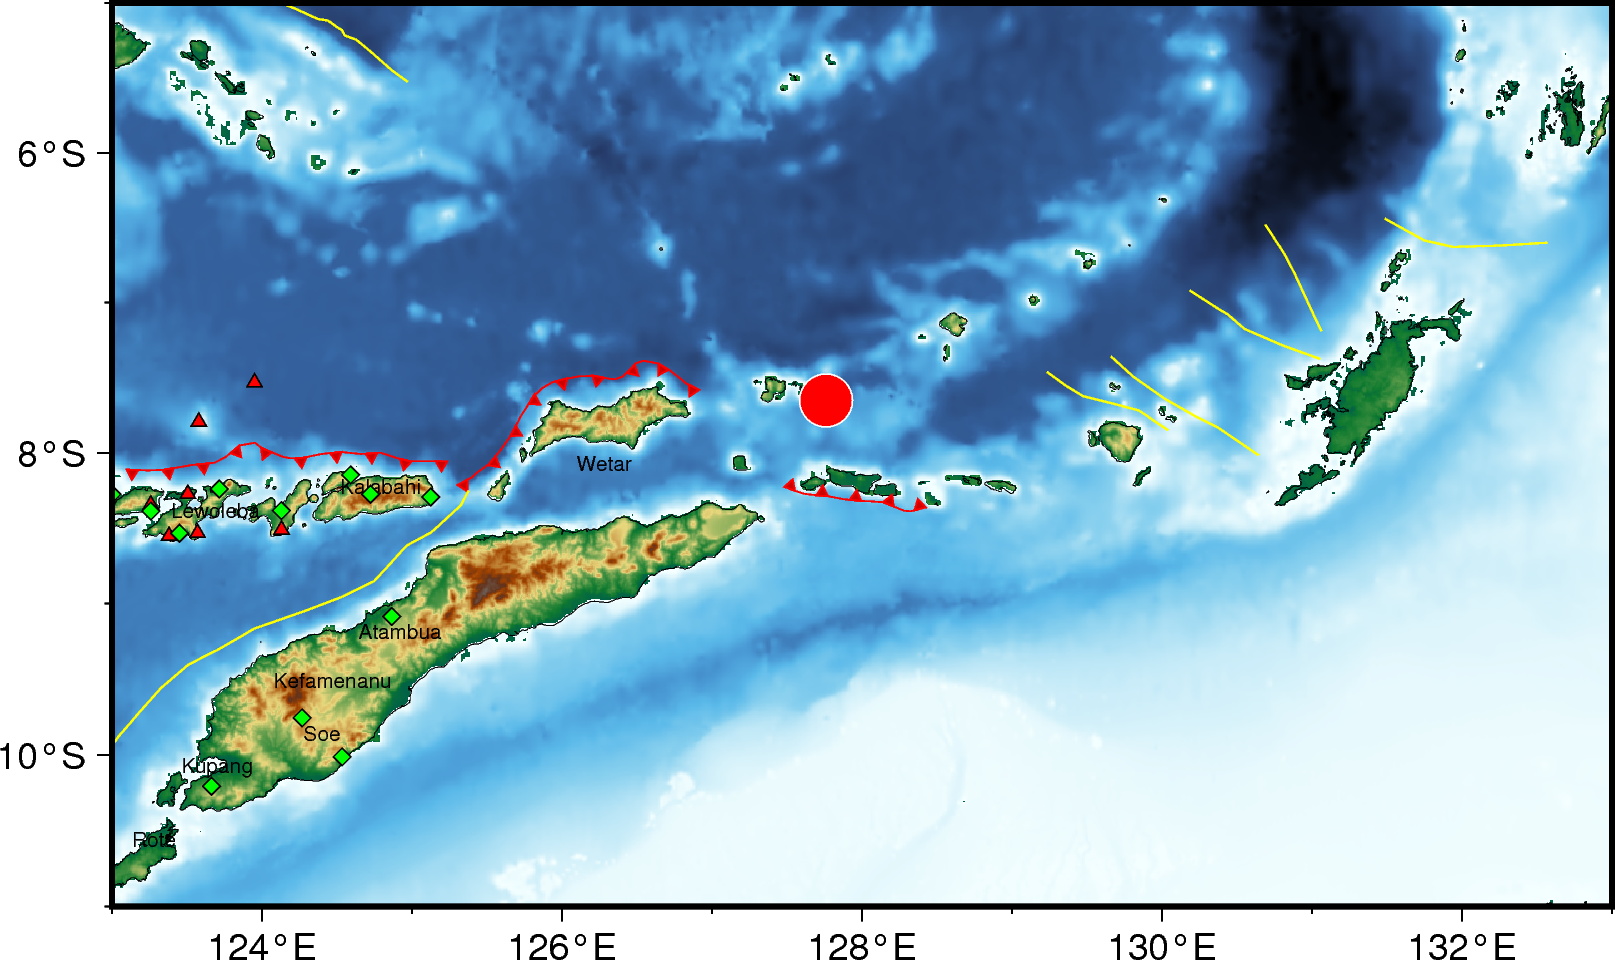 6°S
8°S
10°S
Wetar
Kalabahi
Lewoleba
Atambua
Kefamenanu
Soe
Kupang
Rote
124°E
126°E
128°E
130°E
132°E